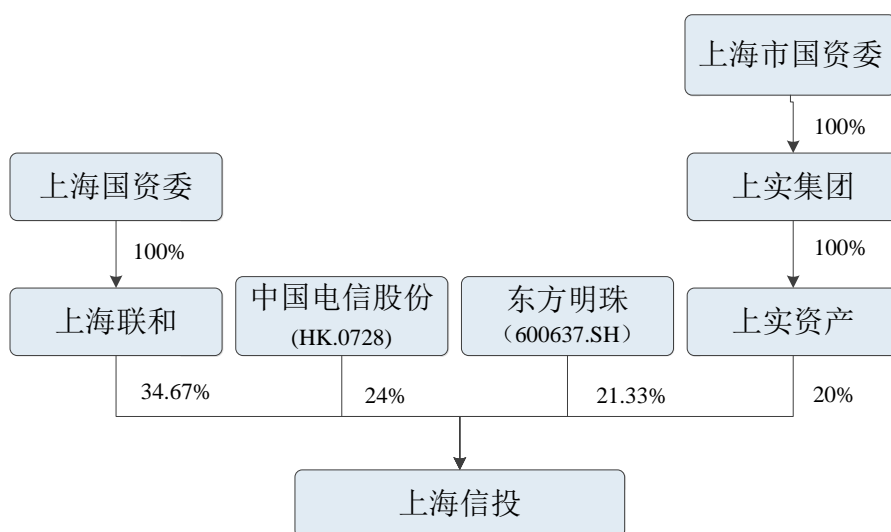 上海市国资委
100%
上海国资委
上实集团
100%
100%
上海联和
中国电信股份
(HK.0728)
东方明珠
（600637.SH）
上实资产
34.67%
24%
21.33%
20%
上海信投